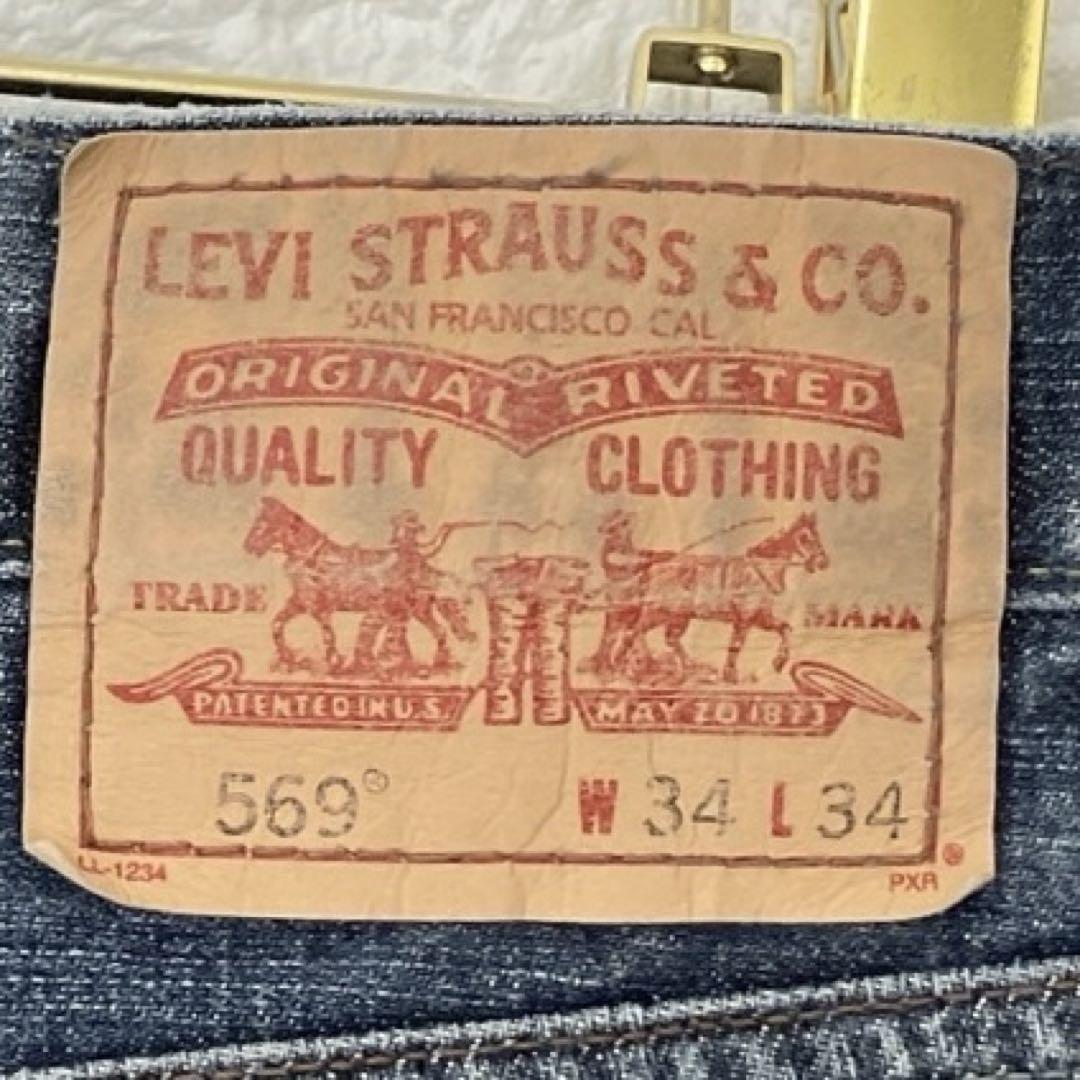 LEVI STRAUSS & CO.
SAN FRANCISCO CAL
ORIGINAL RIVETED
QUALITY CLOTHING
TRADE MARK
PATENTED IN U.S. MAY 20 1873
569® W 34 L 34
LL-1234 PXR ®